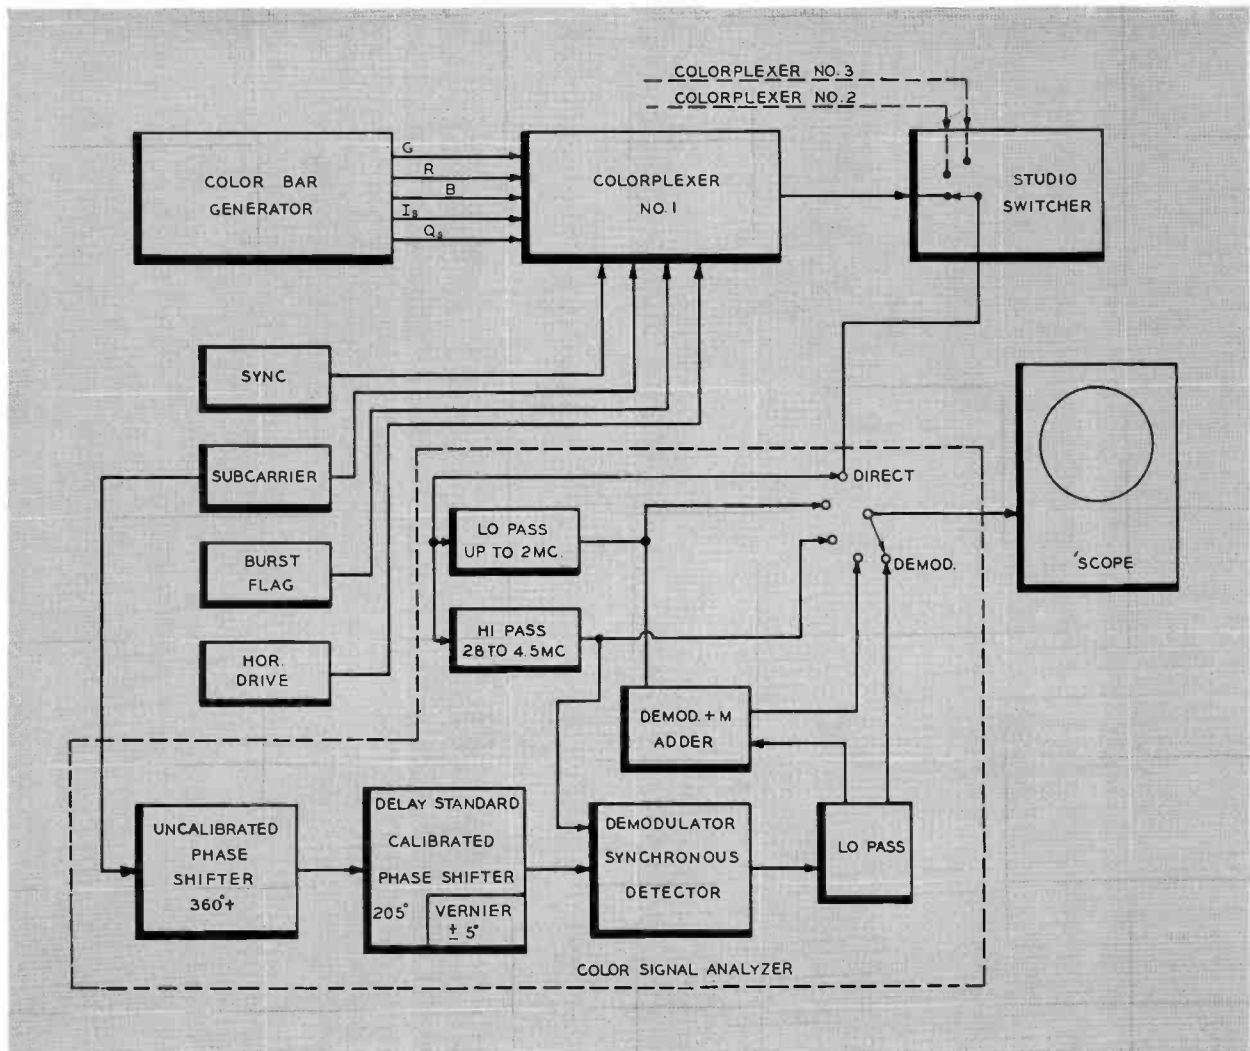 COLORPLEXER NO. 3
COLORPLEXER NO. 2
COLOR BAR
GENERATOR
G
R
B
Is
Qs
COLORPLEXER
NO. 1
STUDIO
SWITCHER
SYNC
SUBCARRIER
BURST
FLAG
HOR.
DRIVE
LO PASS
UP TO 2MC.
HI PASS
28 TO 4.5MC
DIRECT
DEMOD.
'SCOPE
DEMOD. + M
ADDER
UNCALIBRATED
PHASE
SHIFTER
360°+
DELAY STANDARD
CALIBRATED
PHASE SHIFTER
205°
VERNIER
± 5°
DEMODULATOR
SYNCHRONOUS
DETECTOR
LO PASS
COLOR SIGNAL ANALYZER